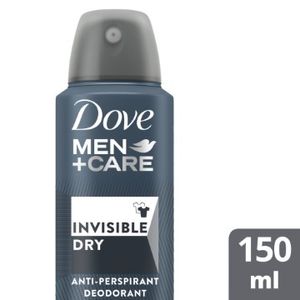 Dove
MEN
+CARE
INVISIBLE
DRY
ANTI-PERSPIRANT
DEODORANT
150
ml